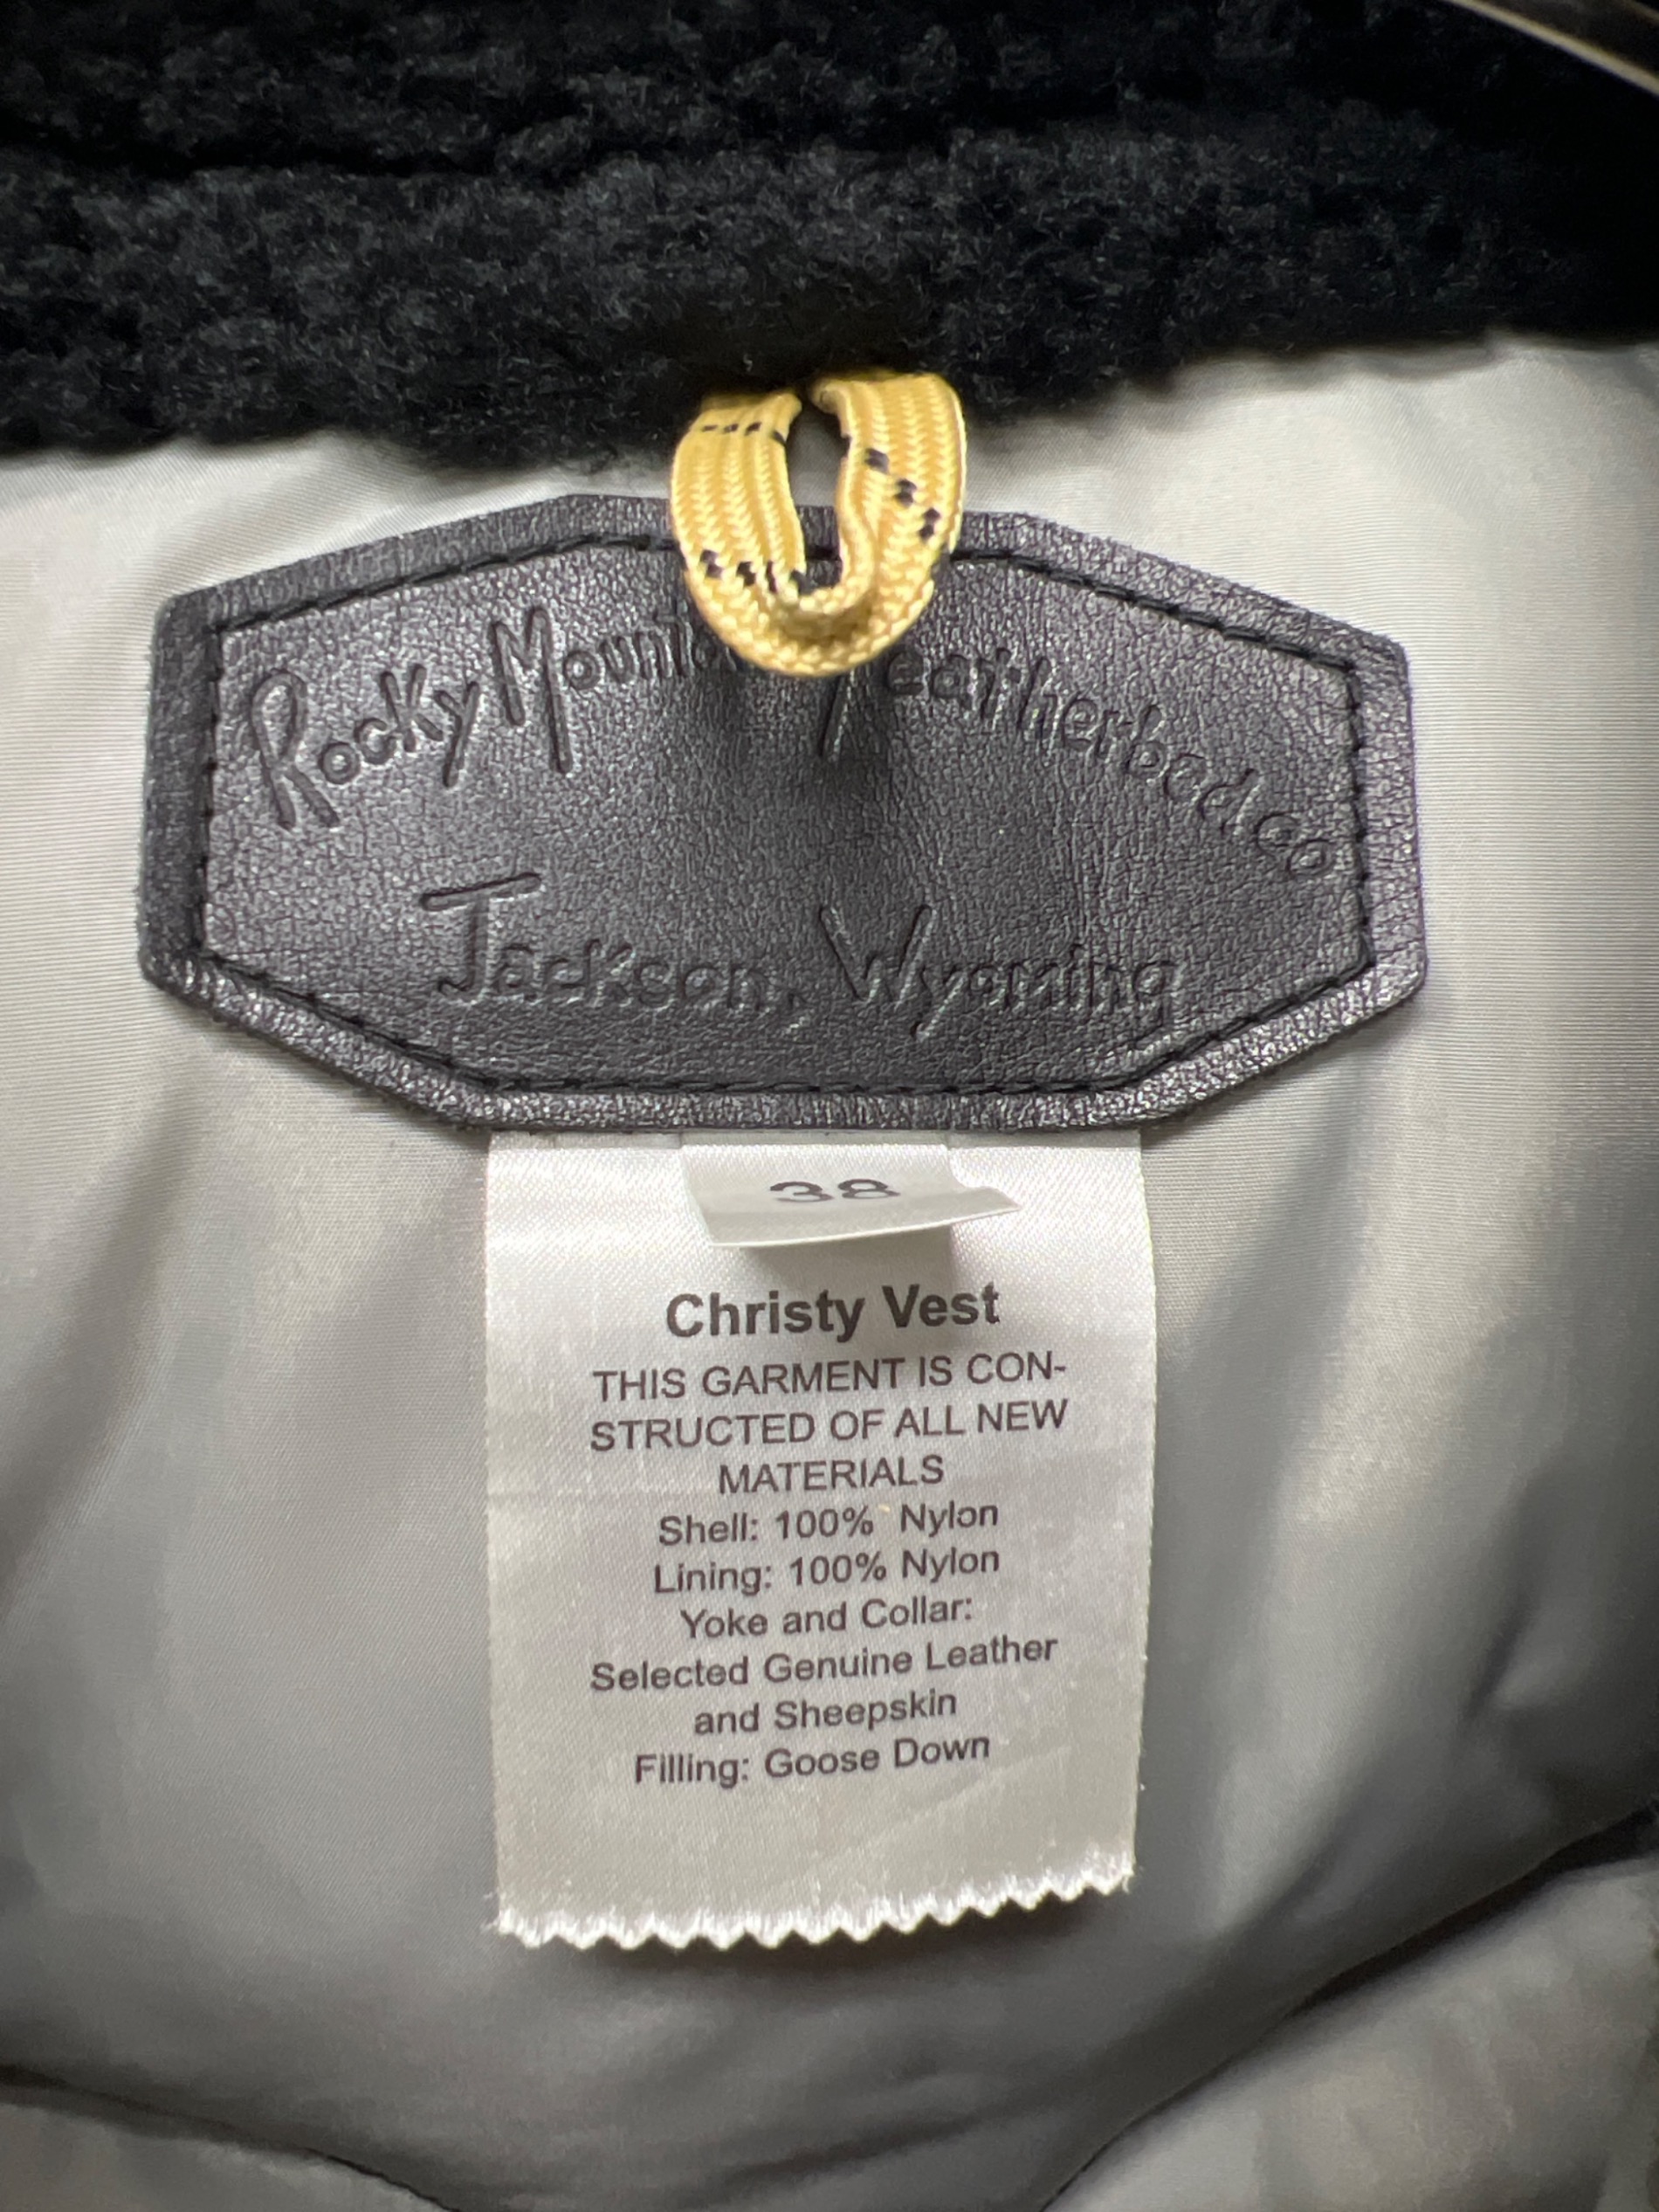 Rocky Mountain Featherbed co
Jackson, Wyoming
38
Christy Vest
THIS GARMENT IS CON-
STRUCTED OF ALL NEW
MATERIALS
Shell: 100% Nylon
Lining: 100% Nylon
Yoke and Collar:
Selected Genuine Leather
and Sheepskin
Filling: Goose Down